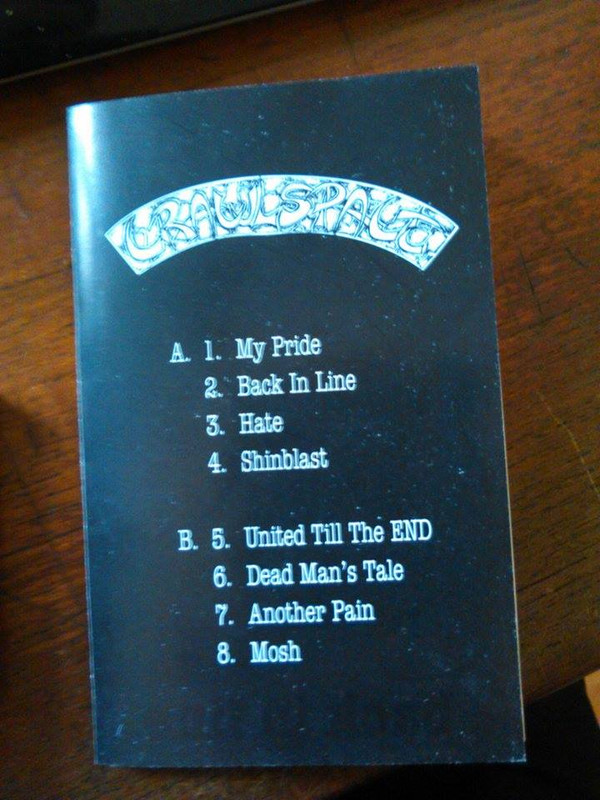 CRAWLSPACE
A. 1. My Pride
2. Back In Line
3. Hate
4. Shinblast
B. 5. United Till The END
6. Dead Man's Tale
7. Another Pain
8. Mosh